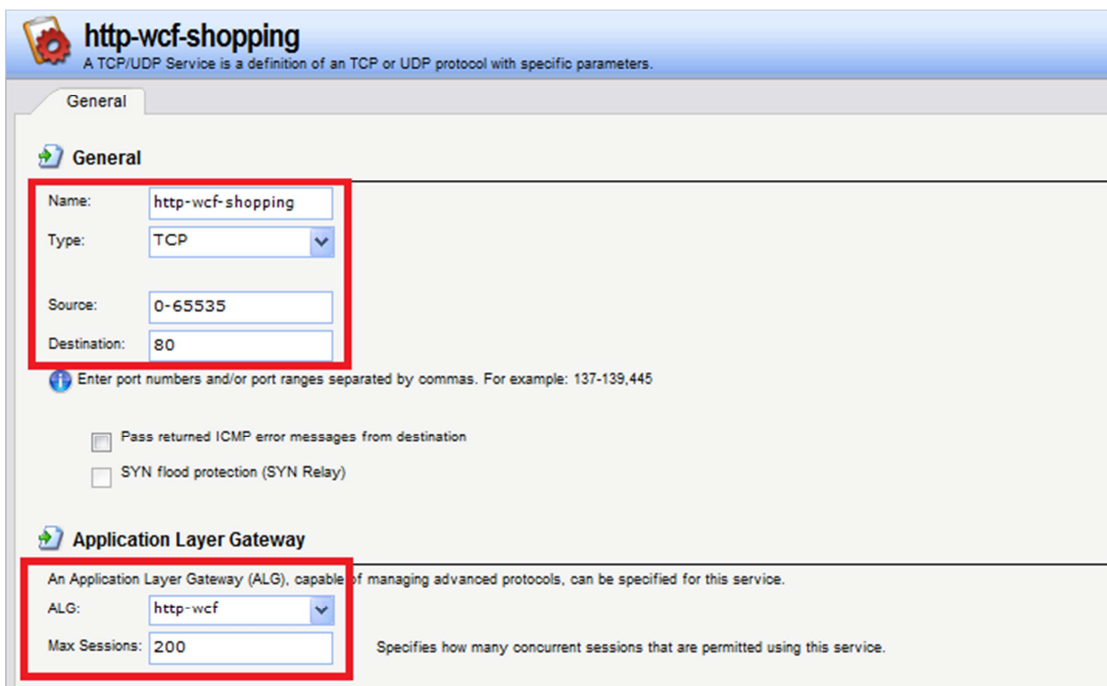 http-wcf-shopping
A TCP/UDP Service is a definition of an TCP or UDP protocol with specific parameters.
General
General
Name: http-wcf-shopping
Type: TCP
Source: 0-65535
Destination: 80
Enter port numbers and/or port ranges separated by commas. For example: 137-139,445
Pass returned ICMP error messages from destination
SYN flood protection (SYN Relay)
Application Layer Gateway
An Application Layer Gateway (ALG), capable of managing advanced protocols, can be specified for this service.
ALG: http-wcf
Max Sessions: 200 Specifies how many concurrent sessions that are permitted using this service.